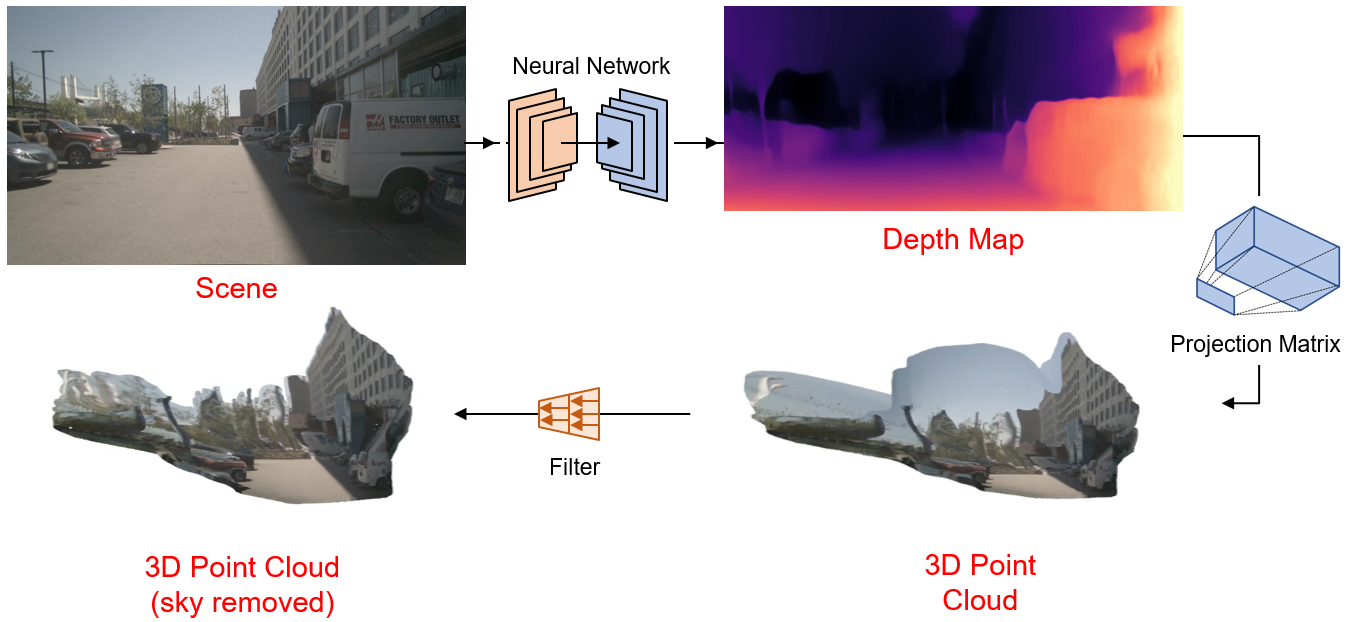 Neural Network
FACTORY OUTLET
Scene
Depth Map
Projection Matrix
Filter
3D Point Cloud
(sky removed)
3D Point
Cloud